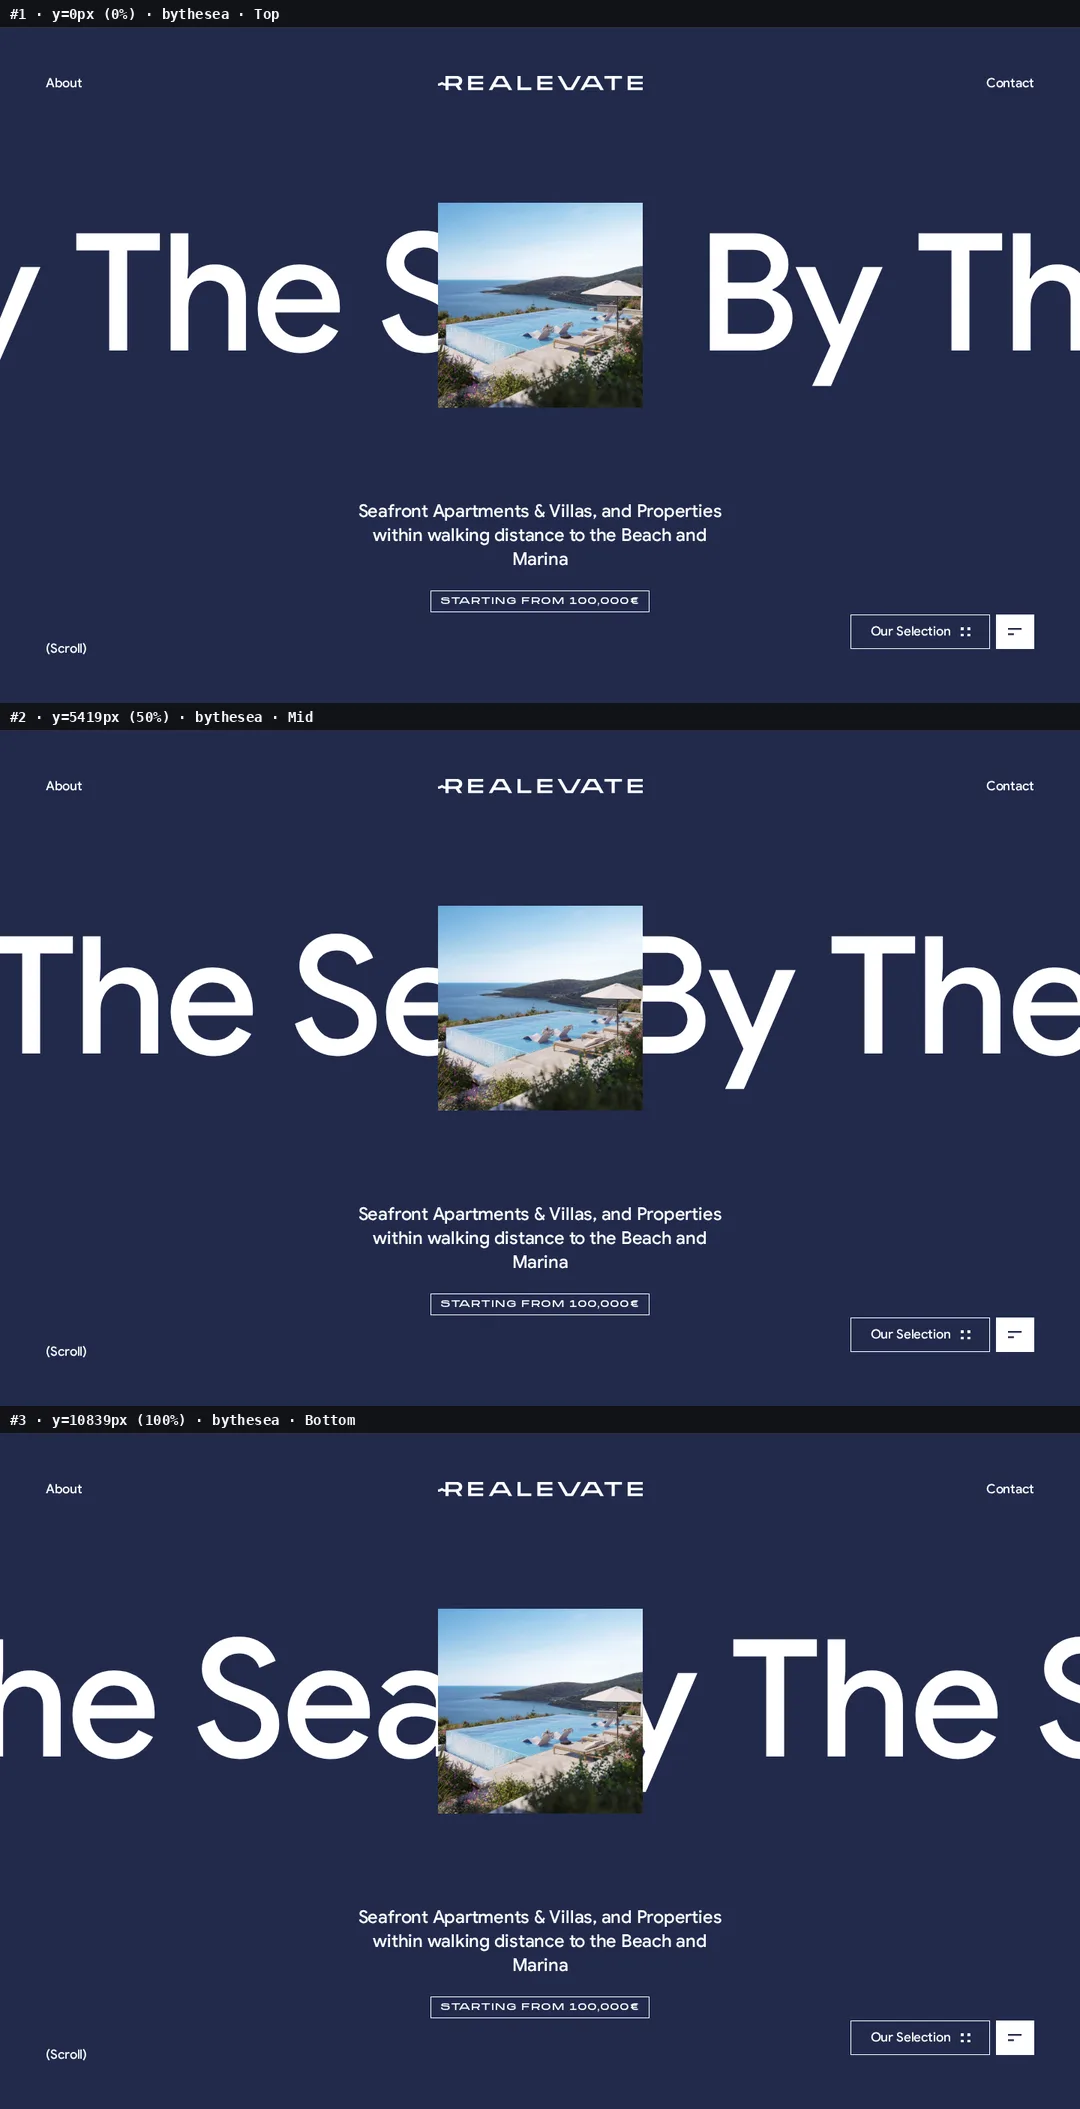 #1 · y=0px (0%) · bythesea · Top
About
REALEVATE
Contact
y The S By Th
Seafront Apartments & Villas, and Properties
within walking distance to the Beach and
Marina
STARTING FROM 100,000€
Our Selection
(Scroll)
#2 · y=5419px (50%) · bythesea · Mid
About
REALEVATE
Contact
The Se By The
Seafront Apartments & Villas, and Properties
within walking distance to the Beach and
Marina
STARTING FROM 100,000€
Our Selection
(Scroll)
#3 · y=10839px (100%) · bythesea · Bottom
About
REALEVATE
Contact
he Sea y The S
Seafront Apartments & Villas, and Properties
within walking distance to the Beach and
Marina
STARTING FROM 100,000€
Our Selection
(Scroll)